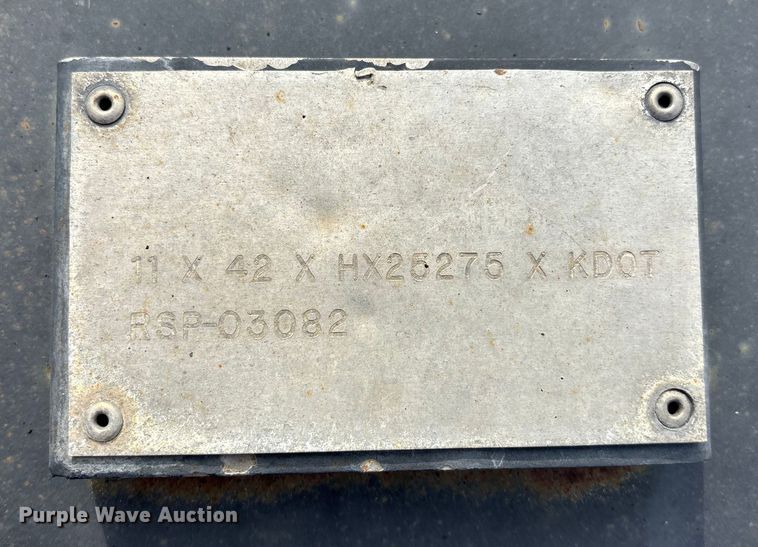 11 X 42 X HX25275 X KDOT
RSP-03082
Purple Wave Auction